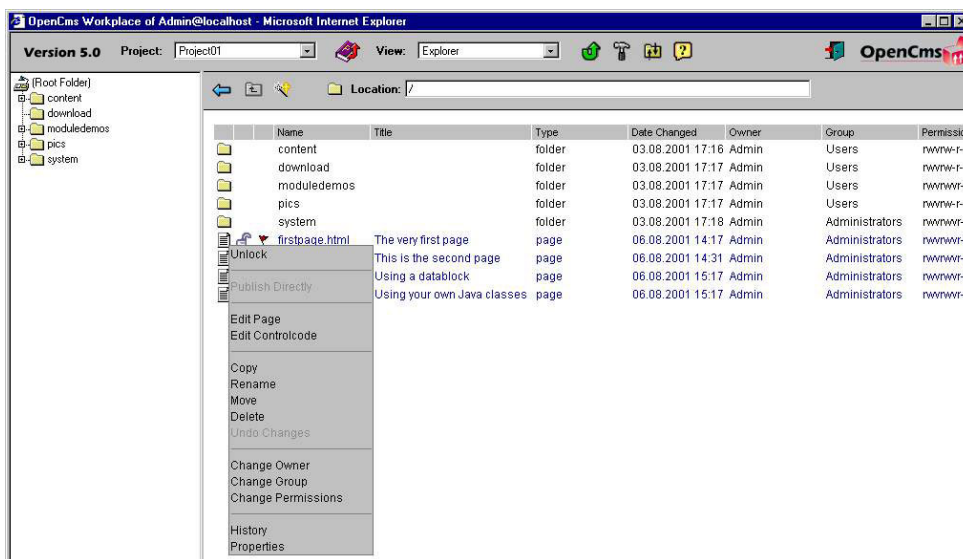 OpenCms Workplace of Admin@localhost - Microsoft Internet Explorer
Version 5.0 Project: Project01 View: Explorer OpenCms
(Root Folder)
content
download
moduledemos
pics
system
Location: /
Name Title Type Date Changed Owner Group
content folder 03.08.2001 17:16 Admin Users
download folder 03.08.2001 17:17 Admin Users
moduledemos folder 03.08.2001 17:17 Admin Users
pics folder 03.08.2001 17:17 Admin Users
system folder 03.08.2001 17:18 Admin Administrators
firstpage.html The very first page page 06.08.2001 14:17 Admin Administrators
This is the second page page 06.08.2001 14:31 Admin Administrators
Using a datablock page 06.08.2001 15:17 Admin Administrators
Using your own Java classes page 06.08.2001 15:17 Admin Administrators
Unlock
Publish Directly
Edit Page
Edit Controlcode
Copy
Rename
Move
Delete
Undo Changes
Change Owner
Change Group
Change Permissions
History
Properties